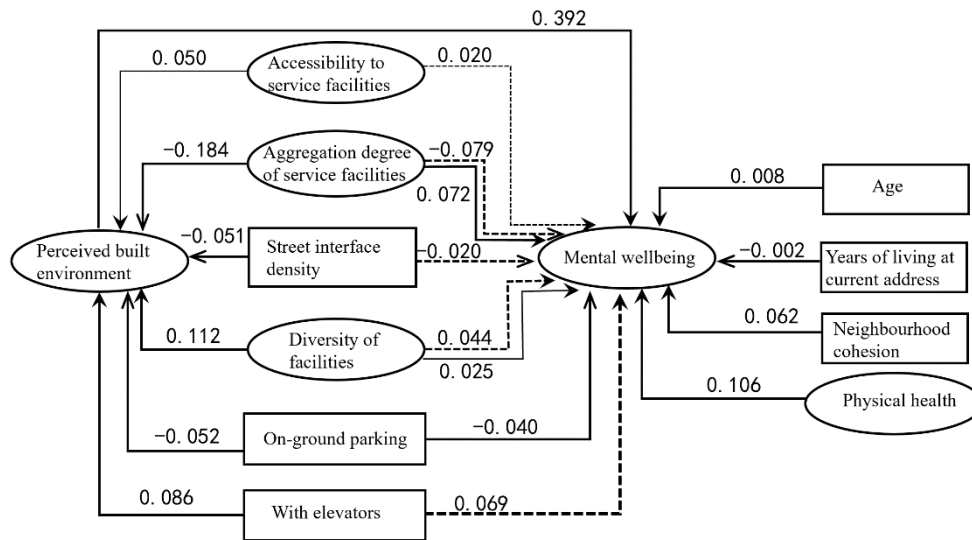 0.392
0.050
Accessibility to
service facilities
0.020
-0.184
Aggregation degree
of service facilities
-0.079
0.072
0.008
Age
Perceived built
environment
-0.051
Street interface
density
-0.020
Mental wellbeing
-0.002
Years of living at
current address
0.112
Diversity of
facilities
0.044
0.025
0.062
Neighbourhood
cohesion
0.106
Physical health
-0.052
On-ground parking
-0.040
0.086
With elevators
0.069